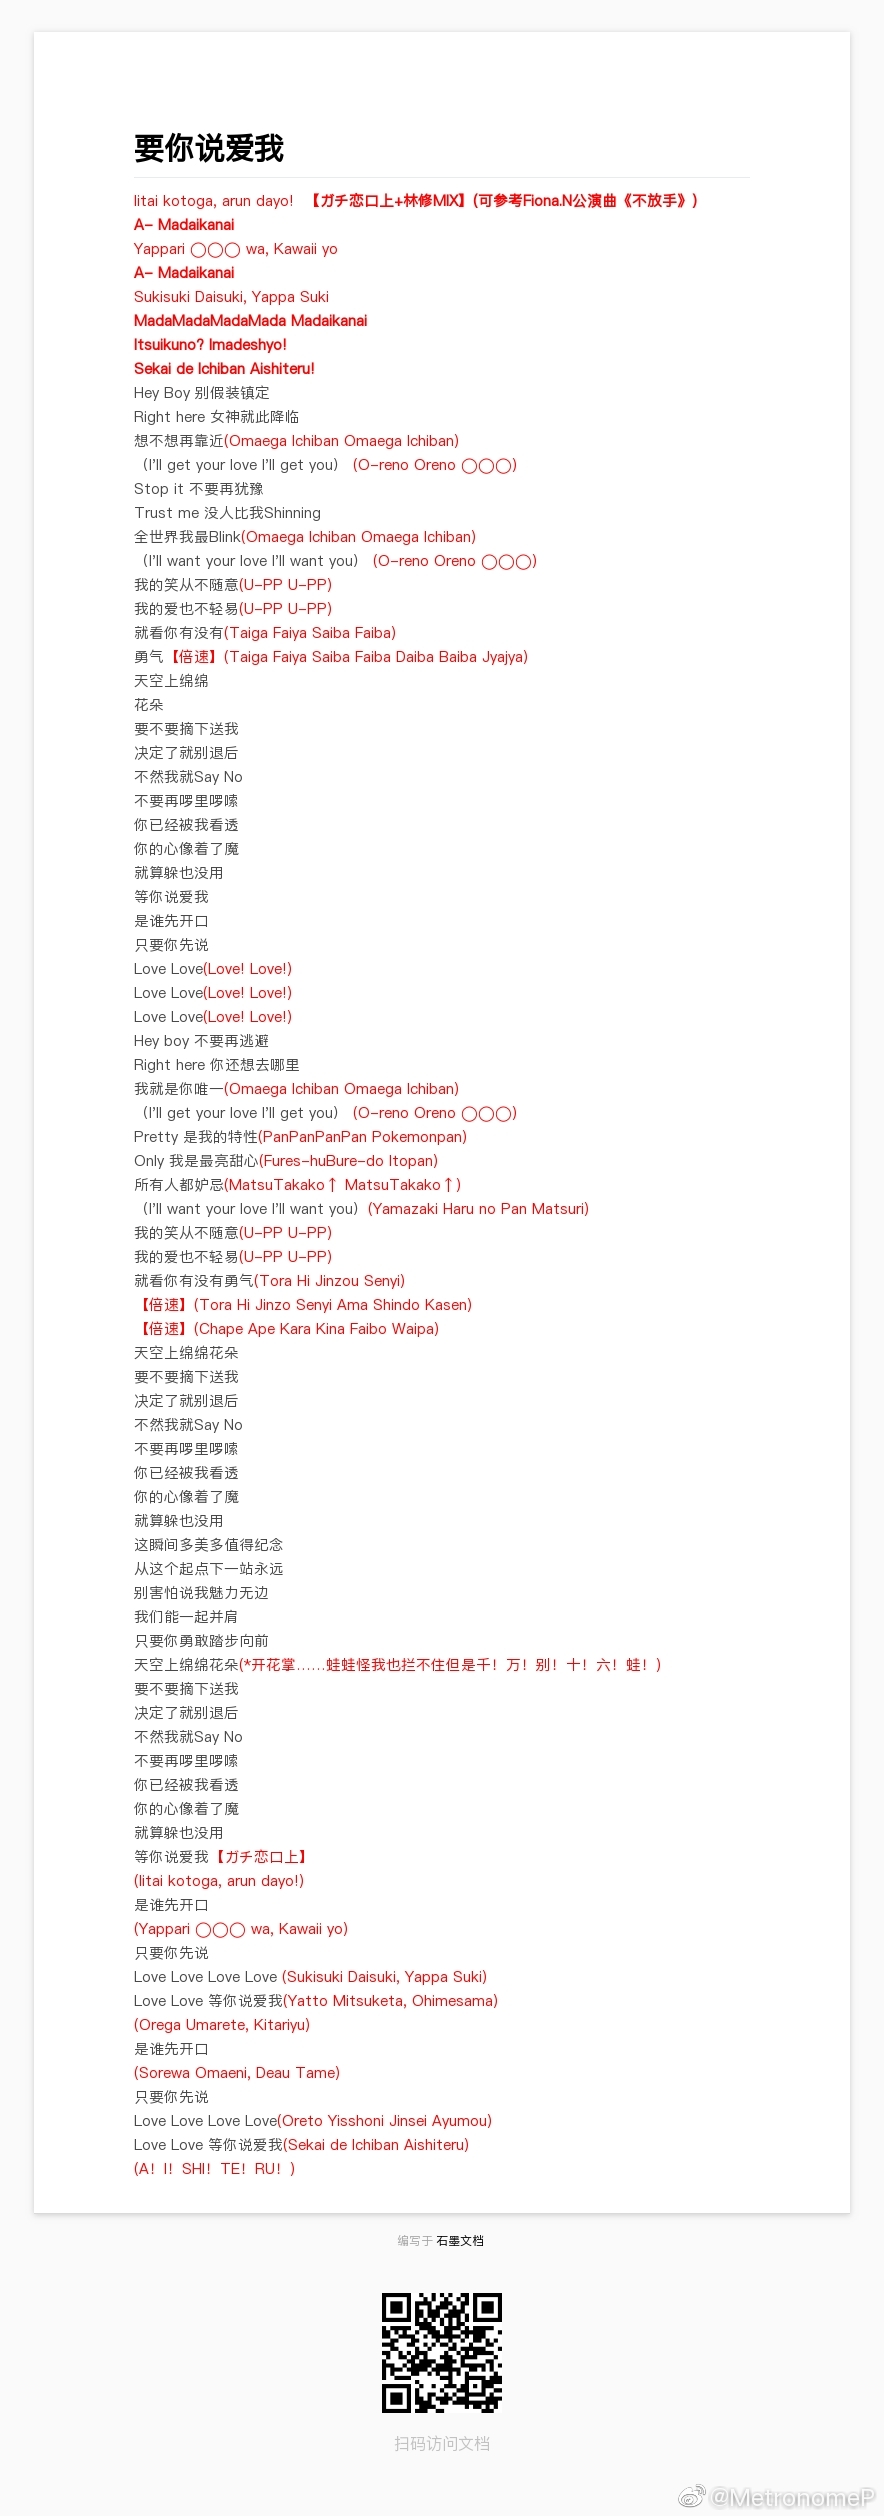 要你说爱我
Iitai kotoga, arun dayo! 【ガチ恋口上+林修MIX】(可参考Fiona.N公演曲《不放手》)
A- Madaikanai
Yappari ◯◯◯ wa, Kawaii yo
A- Madaikanai
Sukisuki Daisuki, Yappa Suki
MadaMadaMadaMada Madaikanai
Itsuikuno? Imadeshyo!
Sekai de Ichiban Aishiteru!
Hey Boy 别假装镇定
Right here 女神就此降临
想不想再靠近(Omaega Ichiban Omaega Ichiban)
（I'll get your love I'll get you） (O-reno Oreno ◯◯◯)
Stop it 不要再犹豫
Trust me 没人比我Shinning
全世界我最Blink(Omaega Ichiban Omaega Ichiban)
（I'll want your love I'll want you） (O-reno Oreno ◯◯◯)
我的笑从不随意(U-PP U-PP)
我的爱也不轻易(U-PP U-PP)
就看你有没有(Taiga Faiya Saiba Faiba)
勇气【倍速】(Taiga Faiya Saiba Faiba Daiba Baiba Jyajya)
天空上绵绵
花朵
要不要摘下送我
决定了就别退后
不然我就Say No
不要再啰里啰嗦
你已经被我看透
你的心像着了魔
就算躲也没用
等你说爱我
是谁先开口
只要你先说
Love Love(Love! Love!)
Love Love(Love! Love!)
Love Love(Love! Love!)
Hey boy 不要再逃避
Right here 你还想去哪里
我就是你唯一(Omaega Ichiban Omaega Ichiban)
（I'll get your love I'll get you） (O-reno Oreno ◯◯◯)
Pretty 是我的特性(PanPanPanPan Pokemonpan)
Only 我是最亮甜心(Fures-huBure-do Itopan)
所有人都妒忌(MatsuTakako↑ MatsuTakako↑)
（I'll want your love I'll want you）(Yamazaki Haru no Pan Matsuri)
我的笑从不随意(U-PP U-PP)
我的爱也不轻易(U-PP U-PP)
就看你有没有勇气(Tora Hi Jinzou Senyi)
【倍速】(Tora Hi Jinzo Senyi Ama Shindo Kasen)
【倍速】(Chape Ape Kara Kina Faibo Waipa)
天空上绵绵花朵
要不要摘下送我
决定了就别退后
不然我就Say No
不要再啰里啰嗦
你已经被我看透
你的心像着了魔
就算躲也没用
这瞬间多美多值得纪念
从这个起点下一站永远
别害怕说我魅力无边
我们能一起并肩
只要你勇敢踏步向前
天空上绵绵花朵(*开花掌……蛙蛙怪我也拦不住但是千！万！别！十！六！蛙！)
要不要摘下送我
决定了就别退后
不然我就Say No
不要再啰里啰嗦
你已经被我看透
你的心像着了魔
就算躲也没用
等你说爱我【ガチ恋口上】
(Iitai kotoga, arun dayo!)
是谁先开口
(Yappari ◯◯◯ wa, Kawaii yo)
只要你先说
Love Love Love Love (Sukisuki Daisuki, Yappa Suki)
Love Love 等你说爱我(Yatto Mitsuketa, Ohimesama)
(Orega Umarete, Kitariyu)
是谁先开口
(Sorewa Omaeni, Deau Tame)
只要你先说
Love Love Love Love(Oreto Yisshoni Jinsei Ayumou)
Love Love 等你说爱我(Sekai de Ichiban Aishiteru)
(A！I！SHI！TE！RU！)
编写于 石墨文档
扫码访问文档
@MetronomeP